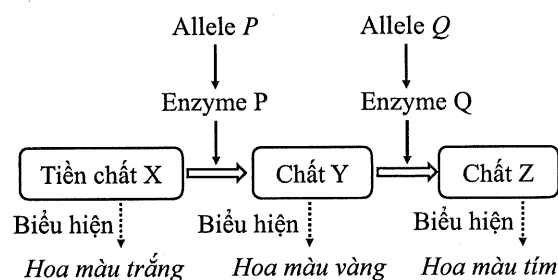 Allele P Allele Q
Enzyme P Enzyme Q
Tiền chất X Chất Y Chất Z
Biểu hiện Biểu hiện Biểu hiện
Hoa màu trắng Hoa màu vàng Hoa màu tím